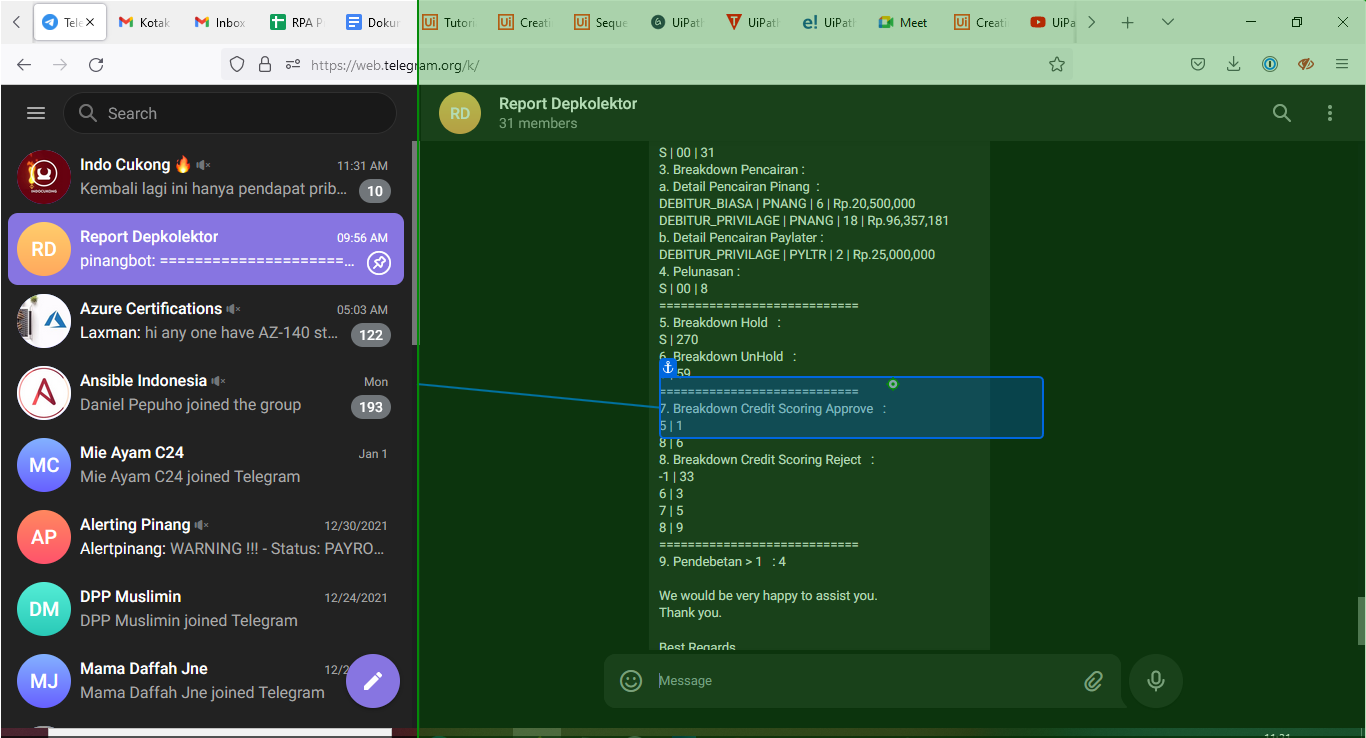 Tele
Kotak
Inbox
RPA P
Dokur
Ui Tutori
Ui Creatin
Ui Seque
UiPath
UiPath
e! UiPath
Meet
Ui Creatin
UiPa
https://web.telegram.org/k/
Search
Indo Cukong 🔥
11:31 AM
Kembali lagi ini hanya pendapat prib...
10
INDOCUKONG
RD
Report Depkolektor
09:56 AM
pinangbot: =====================...
Azure Certifications
05:03 AM
Laxman: hi any one have AZ-140 st...
122
Ansible Indonesia
Mon
Daniel Pepuho joined the group
193
MC
Mie Ayam C24
Jan 1
Mie Ayam C24 joined Telegram
AP
Alerting Pinang
12/30/2021
Alertpinang: WARNING !!! - Status: PAYRO...
DM
DPP Muslimin
12/24/2021
DPP Muslimin joined Telegram
MJ
Mama Daffah Jne
12/2
Mama Daffah Jne joined Telegram
RD
Report Depkolektor
31 members
S | 00 | 31
3. Breakdown Pencairan :
a. Detail Pencairan Pinang :
DEBITUR_BIASA | PNANG | 6 | Rp.20,500,000
DEBITUR_PRIVILAGE | PNANG | 18 | Rp.96,357,181
b. Detail Pencairan Paylater :
DEBITUR_PRIVILAGE | PYLTR | 2 | Rp.25,000,000
4. Pelunasan :
S | 00 | 8
============================
5. Breakdown Hold :
S | 270
6. Breakdown UnHold :
| 59
============================
7. Breakdown Credit Scoring Approve :
5 | 1
8 | 6
8. Breakdown Credit Scoring Reject :
-1 | 33
6 | 3
7 | 5
8 | 9
============================
9. Pendebetan > 1 : 4
We would be very happy to assist you.
Thank you.
Best Regards
Message
11:31